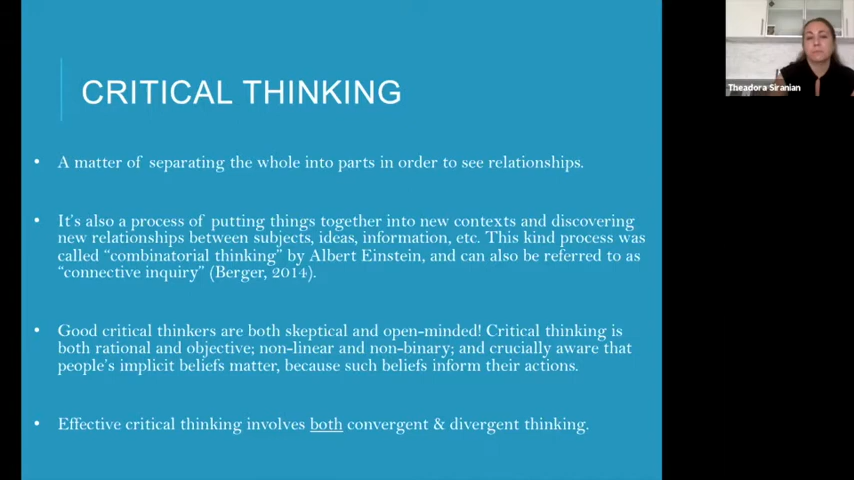 CRITICAL THINKING
• A matter of separating the whole into parts in order to see relationships.
• It's also a process of putting things together into new contexts and discovering
new relationships between subjects, ideas, information, etc. This kind process was
called “combinatorial thinking” by Albert Einstein, and can also be referred to as
“connective inquiry” (Berger, 2014).
• Good critical thinkers are both skeptical and open-minded! Critical thinking is
both rational and objective; non-linear and non-binary; and crucially aware that
people's implicit beliefs matter, because such beliefs inform their actions.
• Effective critical thinking involves both convergent & divergent thinking.
Theadora Siranian